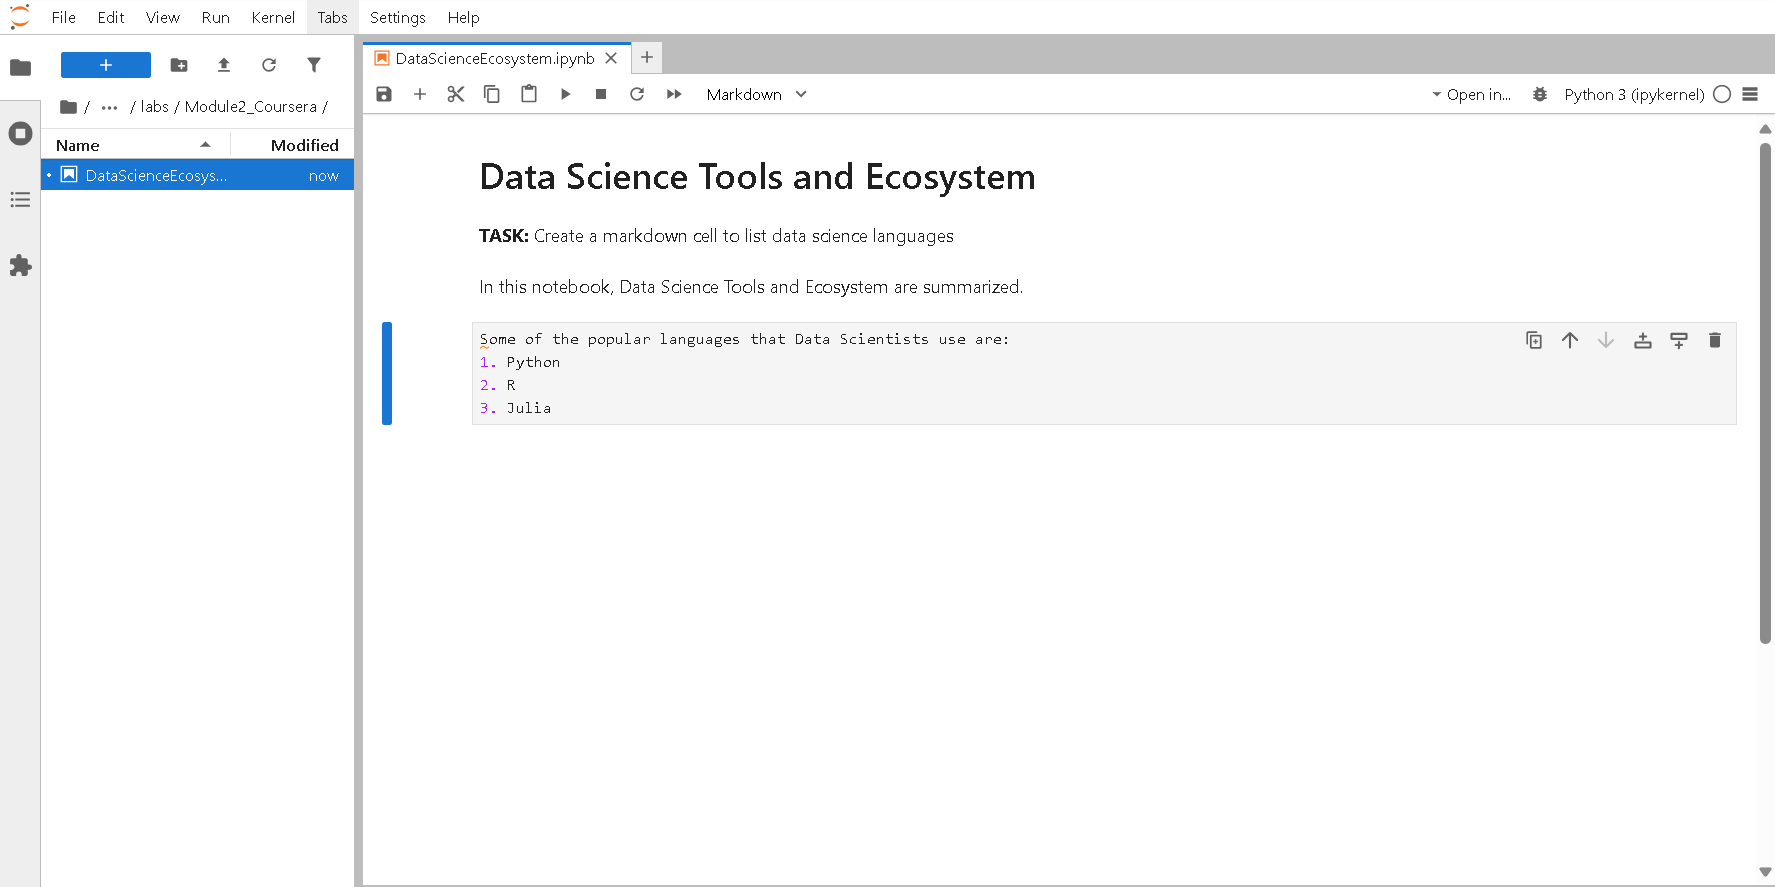 File Edit View Run Kernel Tabs Settings Help
/ ··· / labs / Module2_Coursera /
Name Modified
DataScienceEcosys... now
DataScienceEcosystem.ipynb
Markdown
Open in...
Python 3 (ipykernel)
Data Science Tools and Ecosystem
TASK: Create a markdown cell to list data science languages
In this notebook, Data Science Tools and Ecosystem are summarized.
Some of the popular languages that Data Scientists use are:
1. Python
2. R
3. Julia